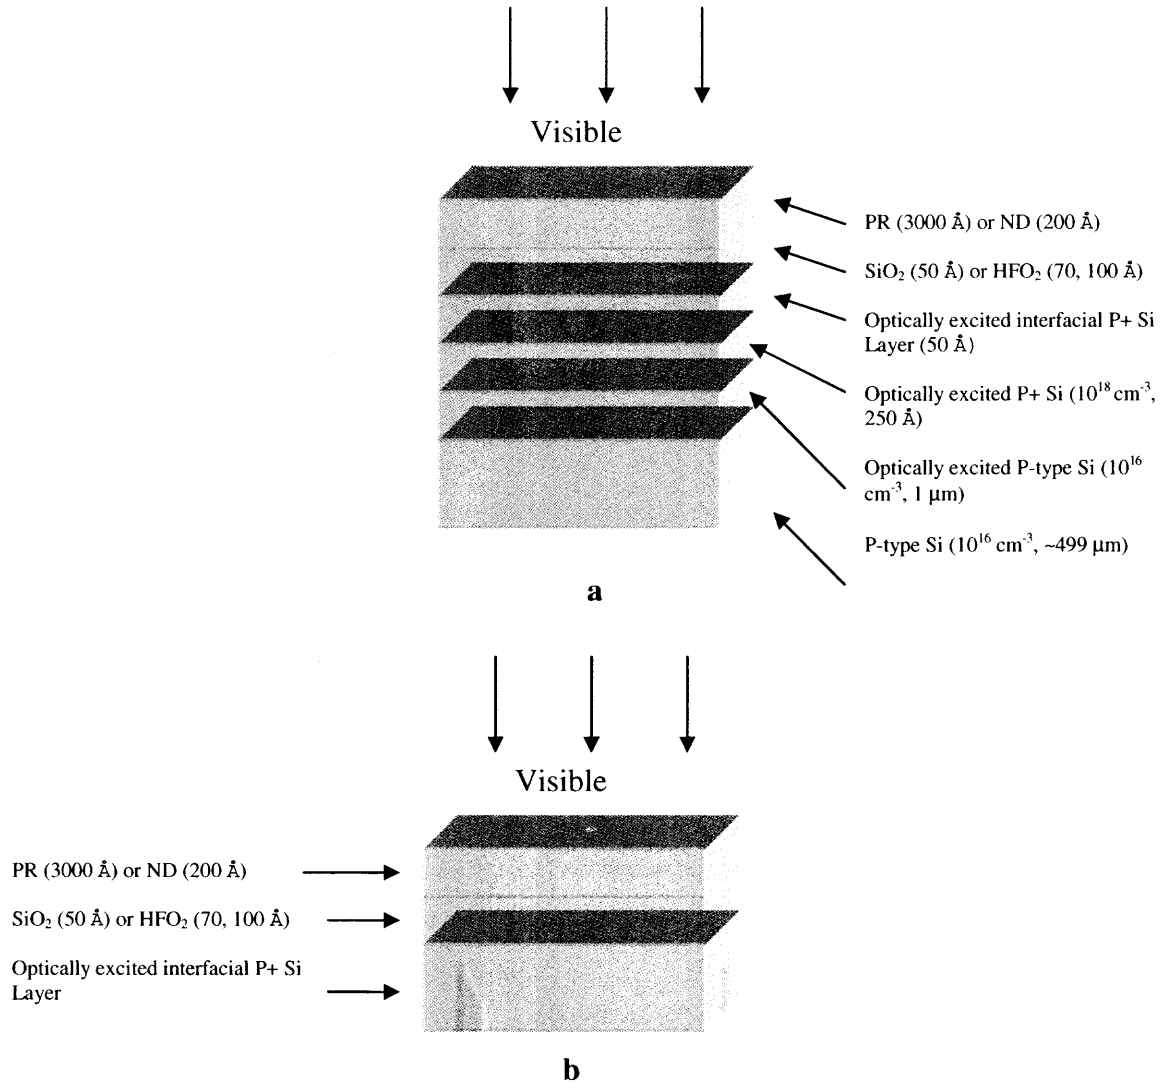 Visible
PR (3000 Å) or ND (200 Å)
SiO₂ (50 Å) or HFO₂ (70, 100 Å)
Optically excited interfacial P+ Si
Layer (50 Å)
Optically excited P+ Si (10¹⁸ cm⁻³,
250 Å)
Optically excited P-type Si (10¹⁶
cm⁻³, 1 µm)
P-type Si (10¹⁶ cm⁻³, ~499 µm)
a
Visible
PR (3000 Å) or ND (200 Å)
SiO₂ (50 Å) or HFO₂ (70, 100 Å)
Optically excited interfacial P+ Si
Layer
b